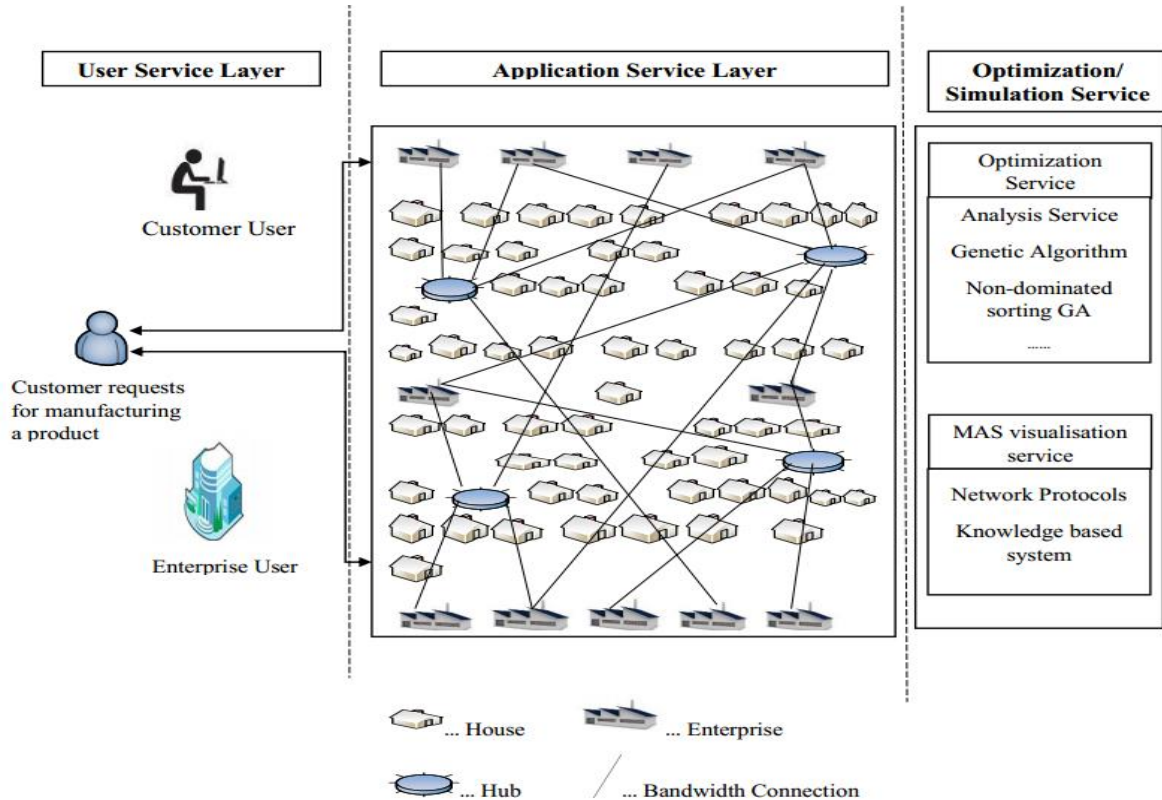 User Service Layer
Application Service Layer
Optimization/
Simulation Service
Customer User
Customer requests
for manufacturing
a product
Enterprise User
Optimization
Service
Analysis Service
Genetic Algorithm
Non-dominated
sorting GA
......
MAS visualisation
service
Network Protocols
Knowledge based
system
... House
... Enterprise
... Hub
... Bandwidth Connection